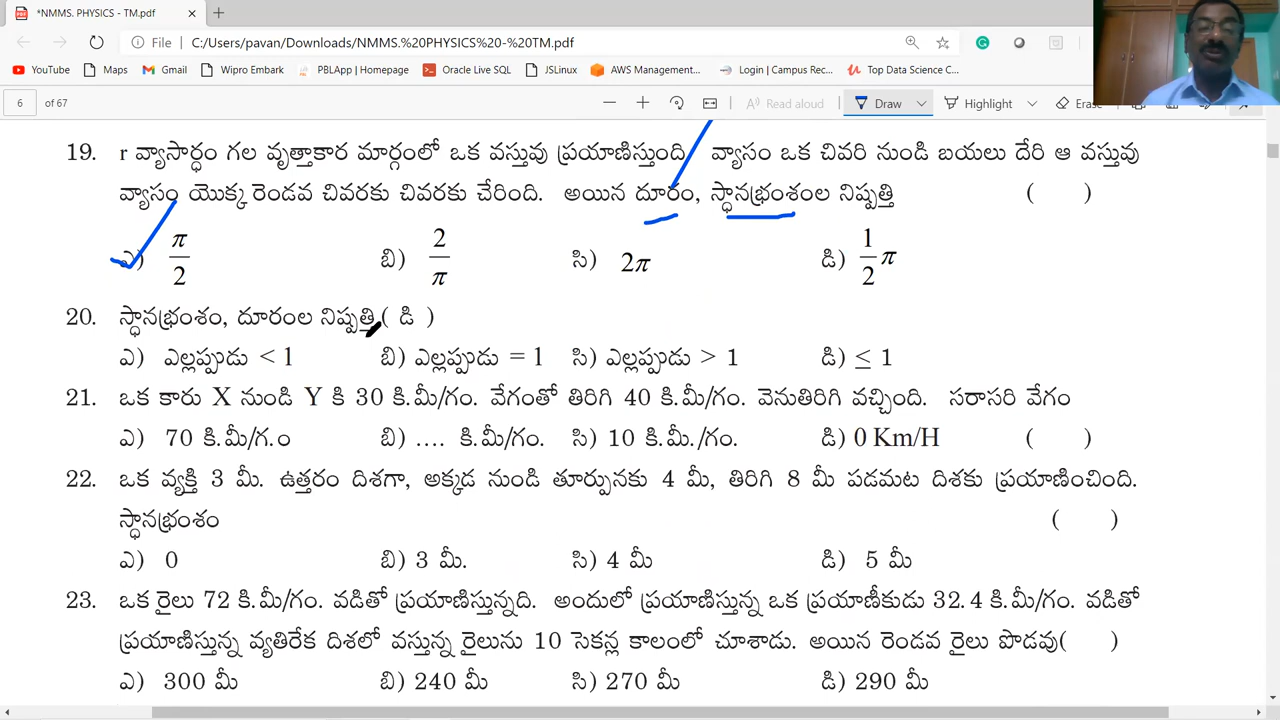 *NMMS. PHYSICS - TM.pdf
File C:/Users/pavan/Downloads/NMMS.%20PHYSICS%20-%20TM.pdf
YouTube Maps Gmail Wipro Embark PBLApp | Homepage Oracle Live SQL JSLinux AWS Management... Login | Campus Rec... Top Data Science C...
6 of 67 Read aloud Draw Highlight Erase
19. r వ్యాసార్ధం గల వృత్తాకార మార్గంలో ఒక వస్తువు ప్రయాణిస్తుంది. వ్యాసం ఒక చివరి నుండి బయలు దేరి ఆ వస్తువు
వ్యాసం యొక్క రెండవ చివరకు చివరకు చేరింది. అయిన దూరం, స్థానభ్రంశంల నిష్పత్తి ( )
ఎ) π/2 బి) 2/π సి) 2π డి) 1/2 π
20. స్థానభ్రంశం, దూరంల నిష్పత్తి ( డి )
ఎ) ఎల్లప్పుడు < 1 బి) ఎల్లప్పుడు = 1 సి) ఎల్లప్పుడు > 1 డి) ≤ 1
21. ఒక కారు X నుండి Y కి 30 కి.మీ/గం. వేగంతో తిరిగి 40 కి.మీ/గం. వెనుతిరిగి వచ్చింది. సరాసరి వేగం
ఎ) 70 కి.మీ/గ.ం బి) .... కి.మీ/గం. సి) 10 కి.మీ./గం. డి) 0 Km/H ( )
22. ఒక వ్యక్తి 3 మీ. ఉత్తరం దిశగా, అక్కడ నుండి తూర్పునకు 4 మీ, తిరిగి 8 మీ పడమట దిశకు ప్రయాణించింది.
స్థానభ్రంశం ( )
ఎ) 0 బి) 3 మీ. సి) 4 మీ డి) 5 మీ
23. ఒక రైలు 72 కి.మీ/గం. వడితో ప్రయాణిస్తున్నది. అందులో ప్రయాణిస్తున్న ఒక ప్రయాణీకుడు 32.4 కి.మీ/గం. వడితో
ప్రయాణిస్తున్న వ్యతిరేక దిశలో వస్తున్న రైలును 10 సెకన్ల కాలంలో చూశాడు. అయిన రెండవ రైలు పొడవు( )
ఎ) 300 మీ బి) 240 మీ సి) 270 మీ డి) 290 మీ